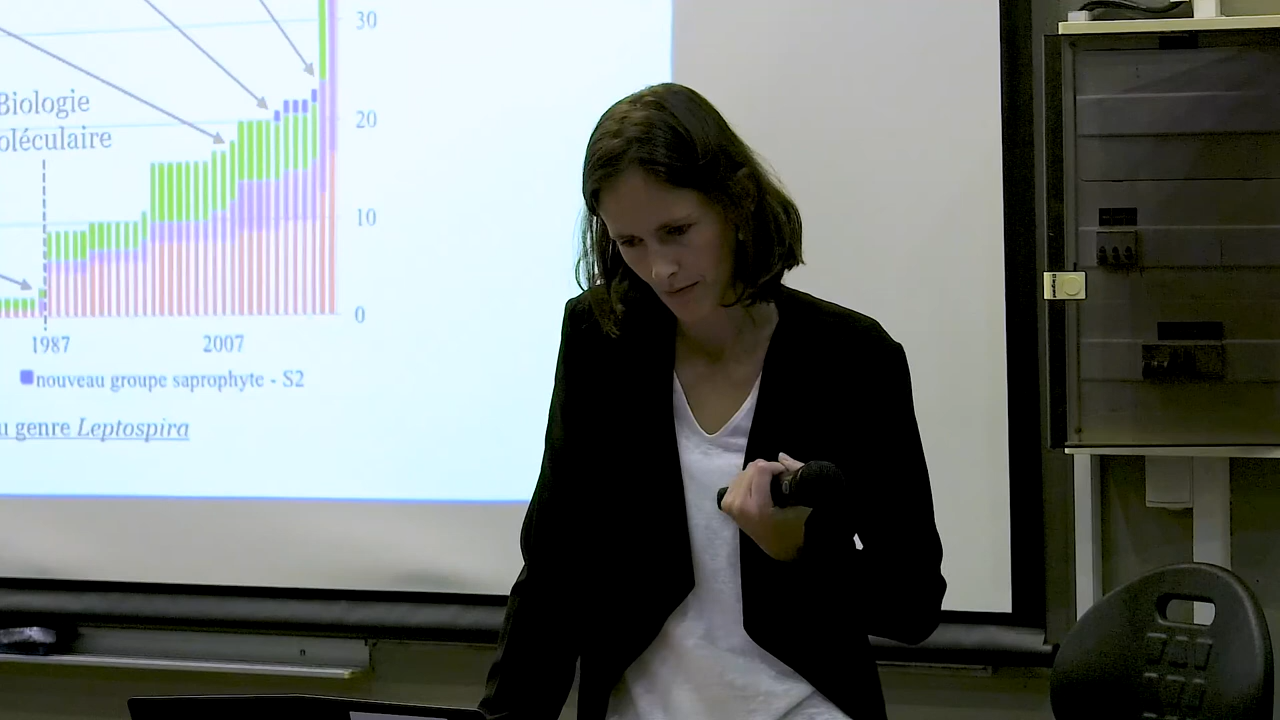 30
20
10
0
Biologie
oléculaire
1987 2007
nouveau groupe saprophyte - S2
u genre Leptospira